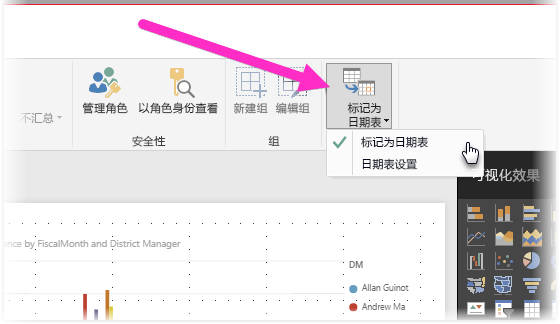 不汇总
管理角色
以角色身份查看
新建组
编辑组
标记为
日期表
安全性
组
标记为日期表
日期表设置
可视化效果
nce by FiscalMonth and District Manager
DM
Allan Guinot
Andrew Ma